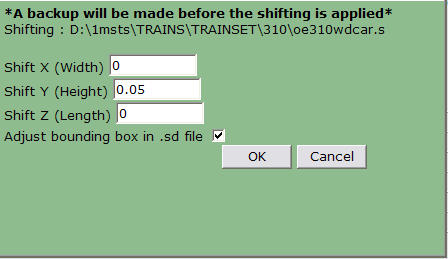 *A backup will be made before the shifting is applied*
Shifting : D:\1msts\TRAINS\TRAINSET\310\oe310wdcar.s
Shift X (Width) 0
Shift Y (Height) 0.05
Shift Z (Length) 0
Adjust bounding box in .sd file
OK Cancel